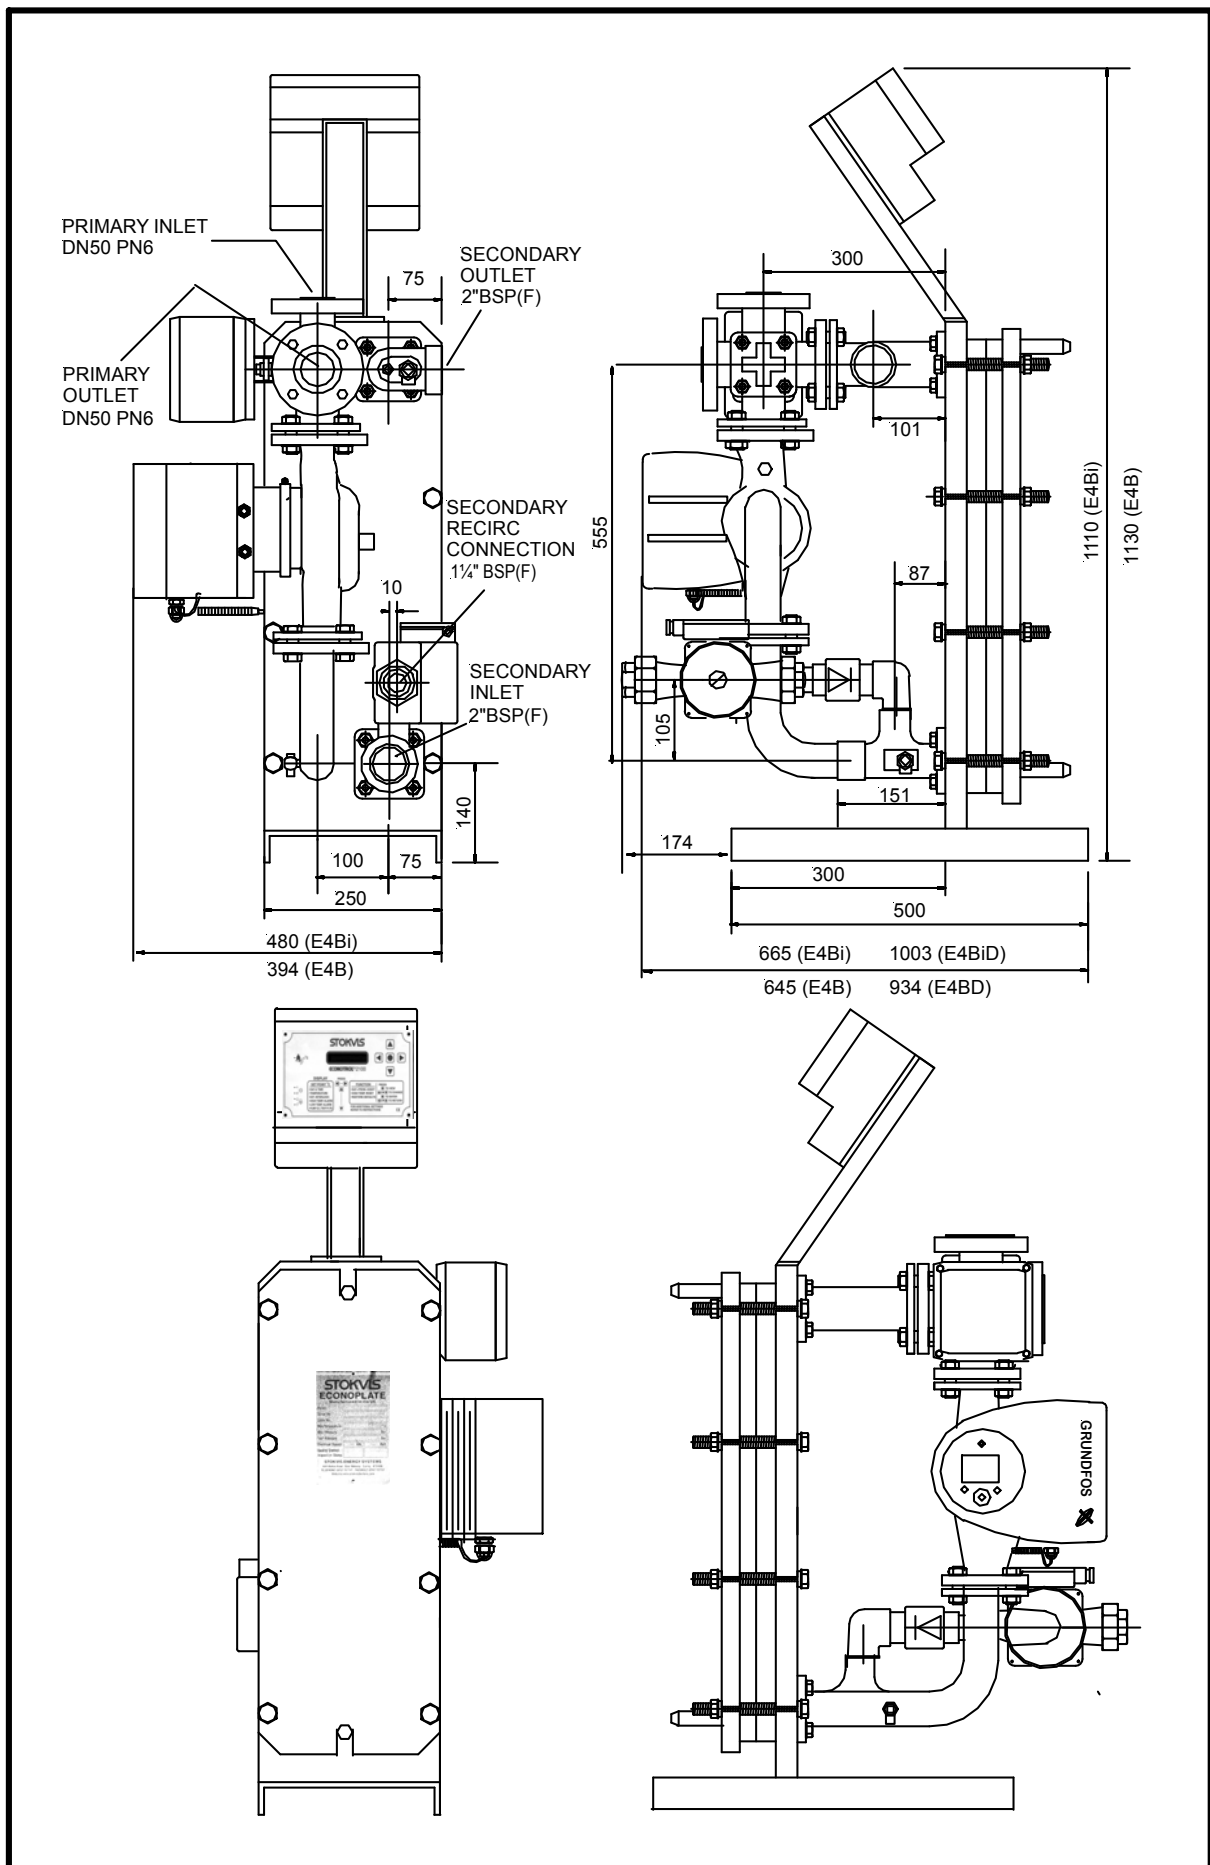 PRIMARY INLET
DN50 PN6
PRIMARY
OUTLET
DN50 PN6
75
SECONDARY
OUTLET
2"BSP(F)
SECONDARY
RECIRC
CONNECTION
1¼" BSP(F)
10
SECONDARY
INLET
2"BSP(F)
140
100
75
250
480 (E4Bi)
394 (E4B)
300
101
555
87
105
151
174
300
500
665 (E4Bi)
1003 (E4BiD)
645 (E4B)
934 (E4BD)
1110 (E4Bi)
1130 (E4B)
STOKVIS
STOKVIS
ECONOPLATE
STOKVIS ENERGY SYSTEMS
GRUNDFOS